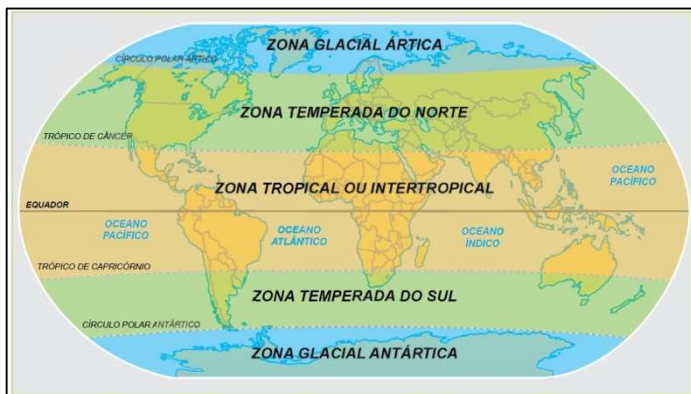 ZONA GLACIAL ÁRTICA
CÍRCULO POLAR ÁRTICO
ZONA TEMPERADA DO NORTE
TRÓPICO DE CÂNCER
ZONA TROPICAL OU INTERTROPICAL
OCEANO
PACÍFICO
EQUADOR
OCEANO
PACÍFICO
OCEANO
ATLÂNTICO
OCEANO
ÍNDICO
TRÓPICO DE CAPRICÓRNIO
ZONA TEMPERADA DO SUL
CÍRCULO POLAR ANTÁRTICO
ZONA GLACIAL ANTÁRTICA